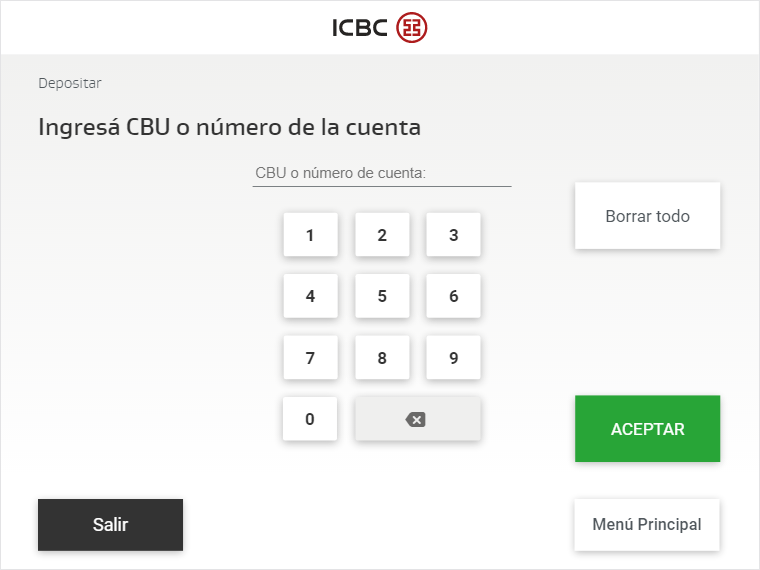 ICBC
Depositar
Ingresá CBU o número de la cuenta
CBU o número de cuenta:
1 2 3
Borrar todo
4 5 6
7 8 9
0
ACEPTAR
Salir
Menú Principal